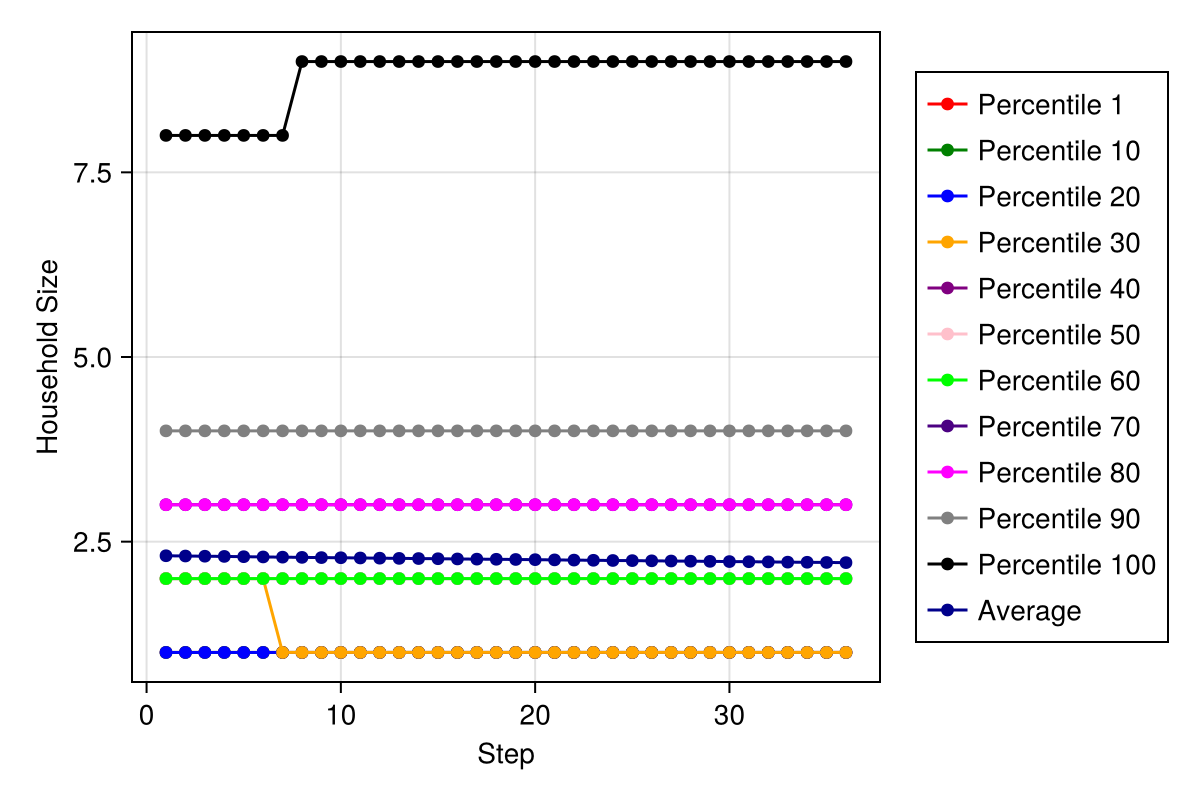 7.5
5.0
2.5
Household Size
0 10 20 30
Step
Percentile 1
Percentile 10
Percentile 20
Percentile 30
Percentile 40
Percentile 50
Percentile 60
Percentile 70
Percentile 80
Percentile 90
Percentile 100
Average